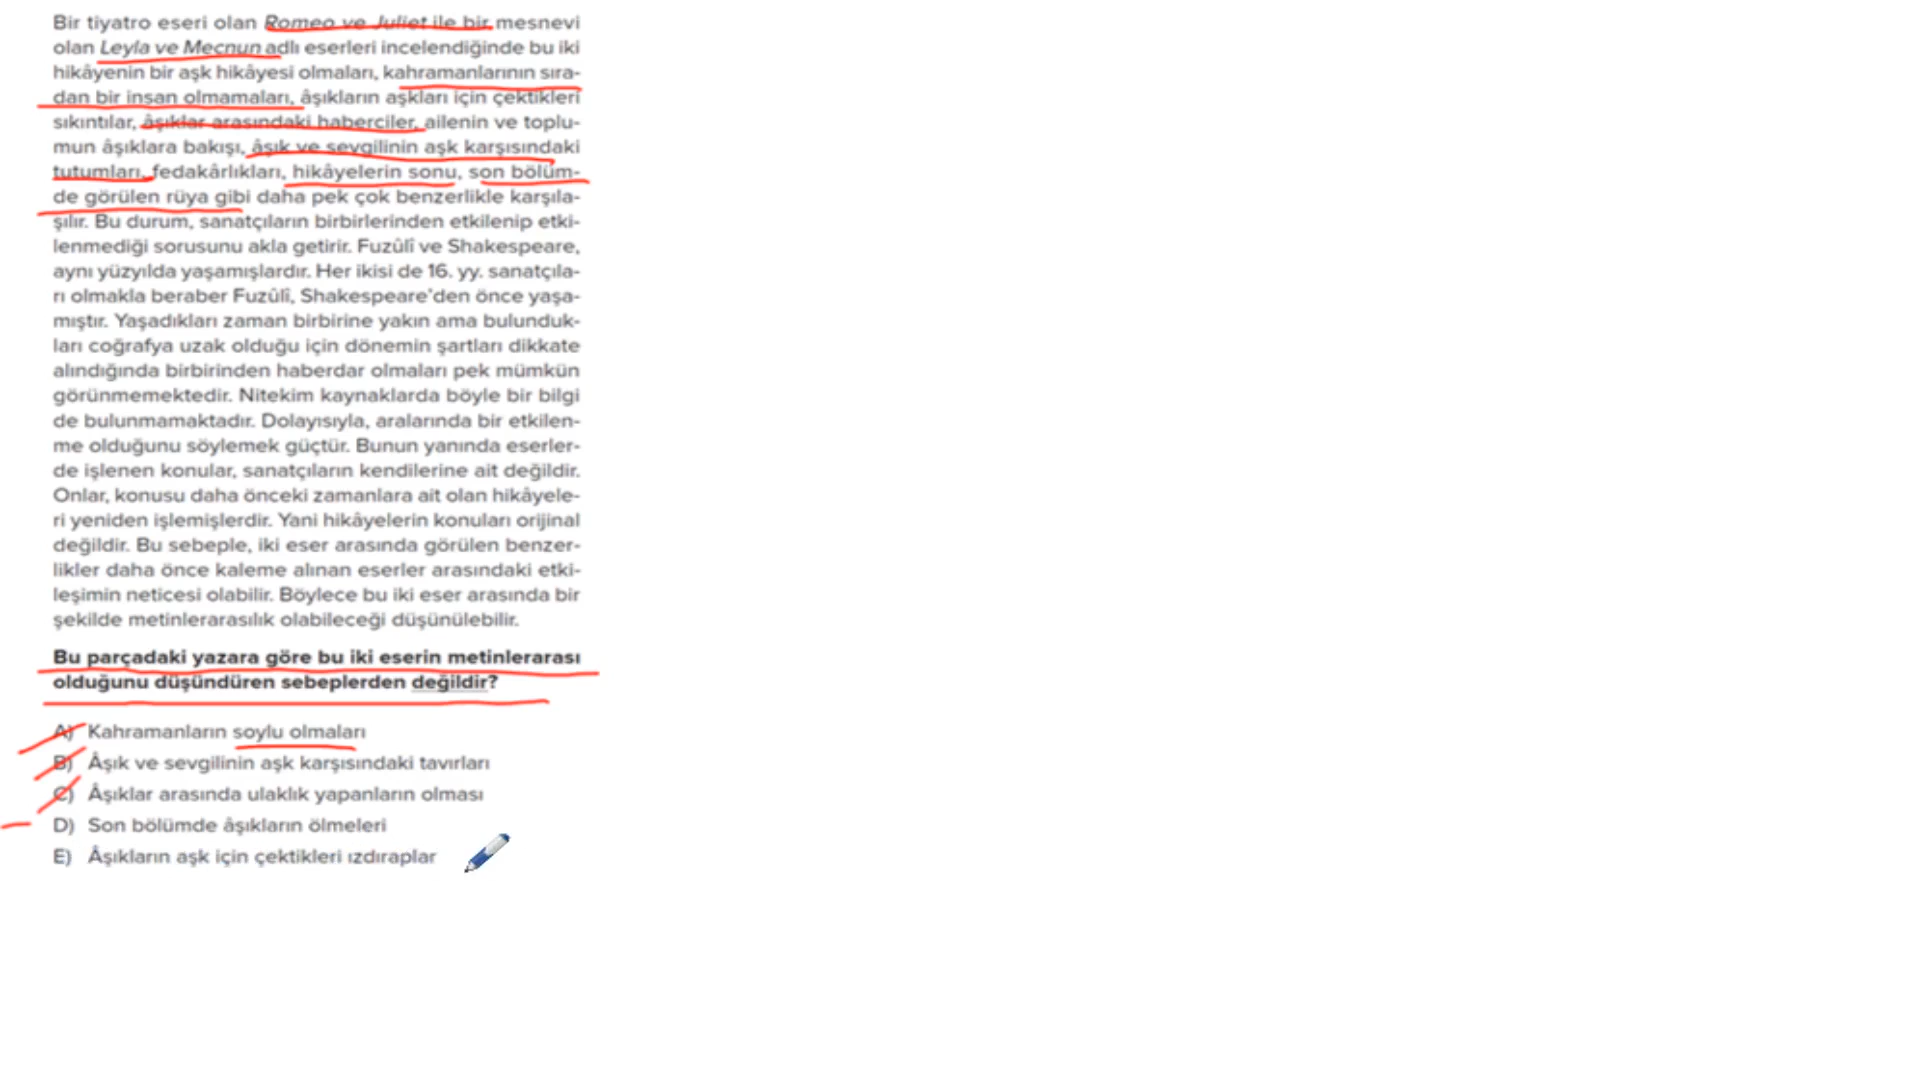 Bir tiyatro eseri olan Romeo ve Juliet ile bir mesnevi
olan Leyla ve Mecnun adlı eserleri incelendiğinde bu iki
hikâyenin bir aşk hikâyesi olmaları, kahramanlarının sıra-
dan bir insan olmamaları, âşıkların aşkları için çektikleri
sıkıntılar, âşıklar arasındaki haberciler, ailenin ve toplu-
mun âşıklara bakışı, âşık ve sevgilinin aşk karşısındaki
tutumları, fedakârlıkları, hikâyelerin sonu, son bölüm-
de görülen rüya gibi daha pek çok benzerlikle karşıla-
şılır. Bu durum, sanatçıların birbirlerinden etkilenip etki-
lenmediği sorusunu akla getirir. Fuzûlî ve Shakespeare,
aynı yüzyılda yaşamışlardır. Her ikisi de 16. yy. sanatçıla-
rı olmakla beraber Fuzûlî, Shakespeare'den önce yaşa-
mıştır. Yaşadıkları zaman birbirine yakın ama bulunduk-
ları coğrafya uzak olduğu için dönemin şartları dikkate
alındığında birbirinden haberdar olmaları pek mümkün
görünmemektedir. Nitekim kaynaklarda böyle bir bilgi
de bulunmamaktadır. Dolayısıyla, aralarında bir etkilen-
me olduğunu söylemek güçtür. Bunun yanında eserler-
de işlenen konular, sanatçıların kendilerine ait değildir.
Onlar, konusu daha önceki zamanlara ait olan hikâyele-
ri yeniden işlemişlerdir. Yani hikâyelerin konuları orijinal
değildir. Bu sebeple, iki eser arasında görülen benzer-
likler daha önce kaleme alınan eserler arasındaki etki-
leşimin neticesi olabilir. Böylece bu iki eser arasında bir
şekilde metinlerarasılık olabileceği düşünülebilir.
Bu parçadaki yazara göre bu iki eserin metinlerarası
olduğunu düşündüren sebeplerden değildir?
A) Kahramanların soylu olmaları
B) Âşık ve sevgilinin aşk karşısındaki tavırları
C) Âşıklar arasında ulaklık yapanların olması
D) Son bölümde âşıkların ölmeleri
E) Âşıkların aşk için çektikleri ızdıraplar